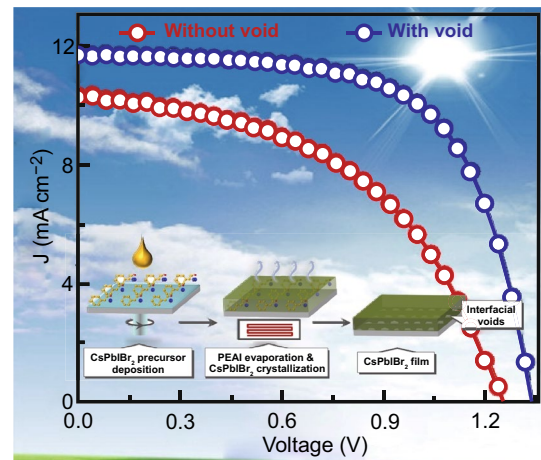 Without void
With void
12
8
4
0
J (mA cm⁻²)
0.0
0.3
0.6
0.9
1.2
Voltage (V)
CsPbIBr₂ precursor
deposition
PEAI evaporation &
CsPbIBr₂ crystallization
CsPbIBr₂ film
Interfacial
voids